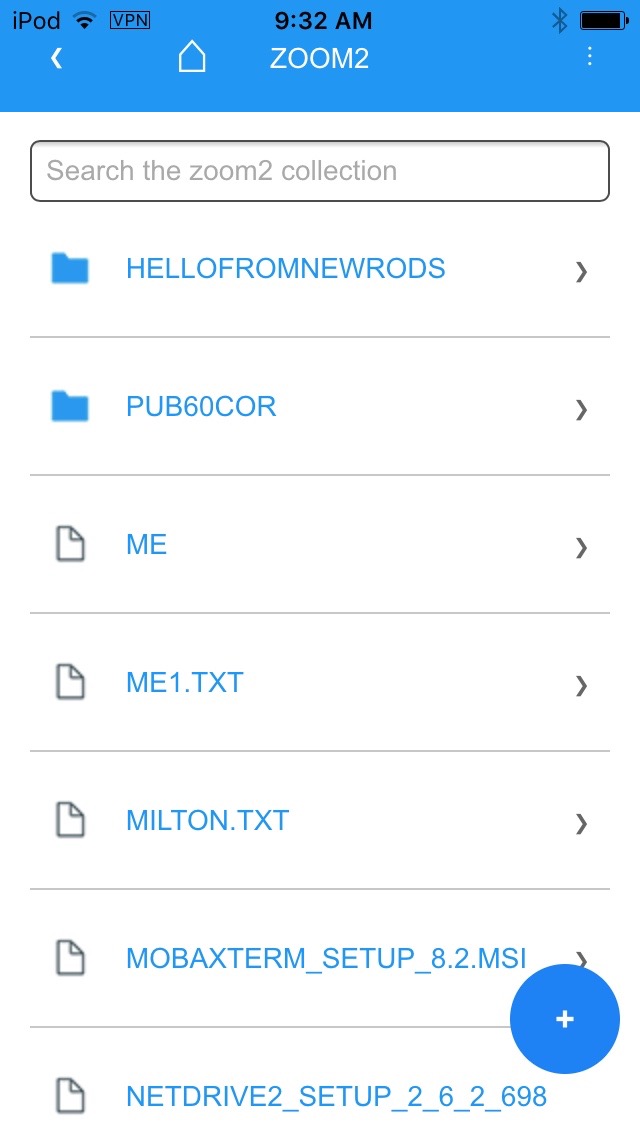 iPod VPN 9:32 AM
ZOOM2
Search the zoom2 collection
HELLOFROMNEWRODS
PUB60COR
ME
ME1.TXT
MILTON.TXT
MOBAXTERM_SETUP_8.2.MSI
+
NETDRIVE2_SETUP_2_6_2_698